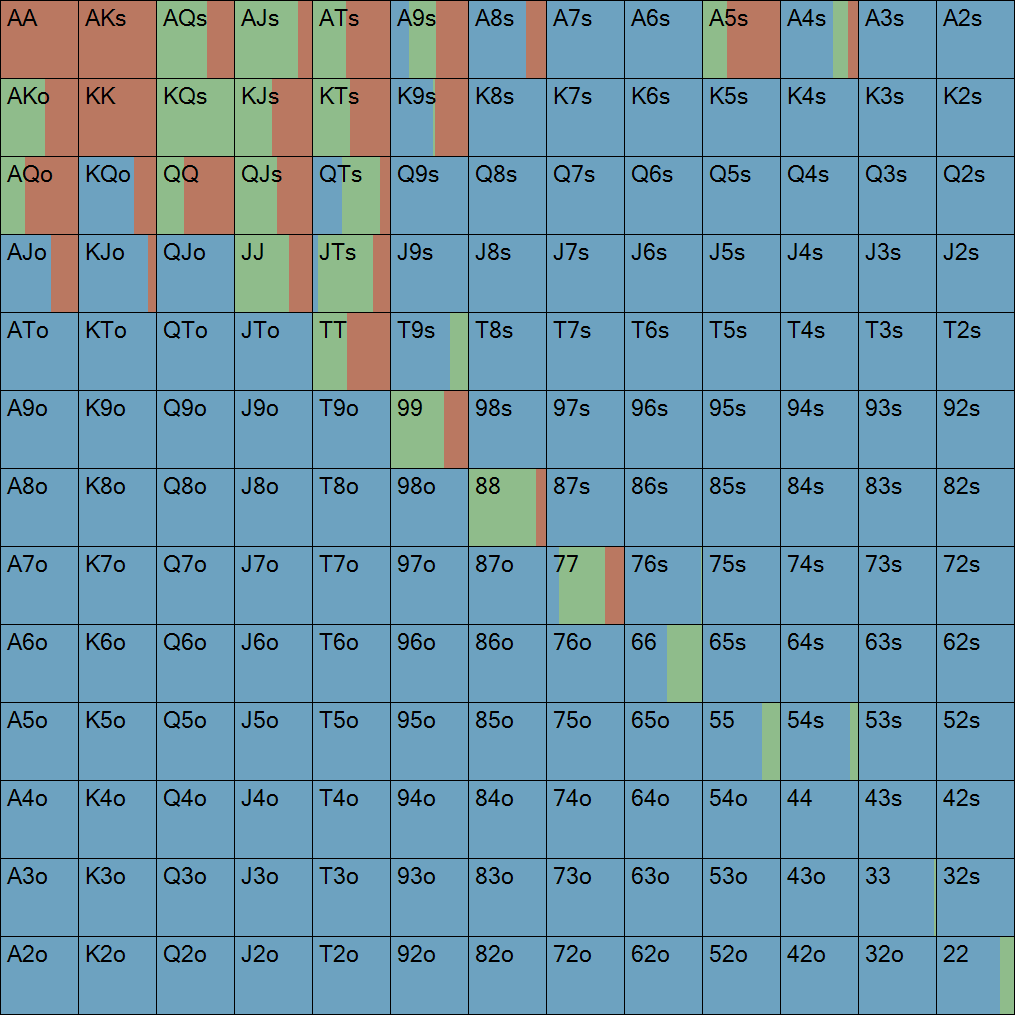 AA AKs AQs AJs ATs A9s A8s A7s A6s A5s A4s A3s A2s
AKo KK KQs KJs KTs K9s K8s K7s K6s K5s K4s K3s K2s
AQo KQo QQ QJs QTs Q9s Q8s Q7s Q6s Q5s Q4s Q3s Q2s
AJo KJo QJo JJ JTs J9s J8s J7s J6s J5s J4s J3s J2s
ATo KTo QTo JTo TT T9s T8s T7s T6s T5s T4s T3s T2s
A9o K9o Q9o J9o T9o 99 98s 97s 96s 95s 94s 93s 92s
A8o K8o Q8o J8o T8o 98o 88 87s 86s 85s 84s 83s 82s
A7o K7o Q7o J7o T7o 97o 87o 77 76s 75s 74s 73s 72s
A6o K6o Q6o J6o T6o 96o 86o 76o 66 65s 64s 63s 62s
A5o K5o Q5o J5o T5o 95o 85o 75o 65o 55 54s 53s 52s
A4o K4o Q4o J4o T4o 94o 84o 74o 64o 54o 44 43s 42s
A3o K3o Q3o J3o T3o 93o 83o 73o 63o 53o 43o 33 32s
A2o K2o Q2o J2o T2o 92o 82o 72o 62o 52o 42o 32o 22